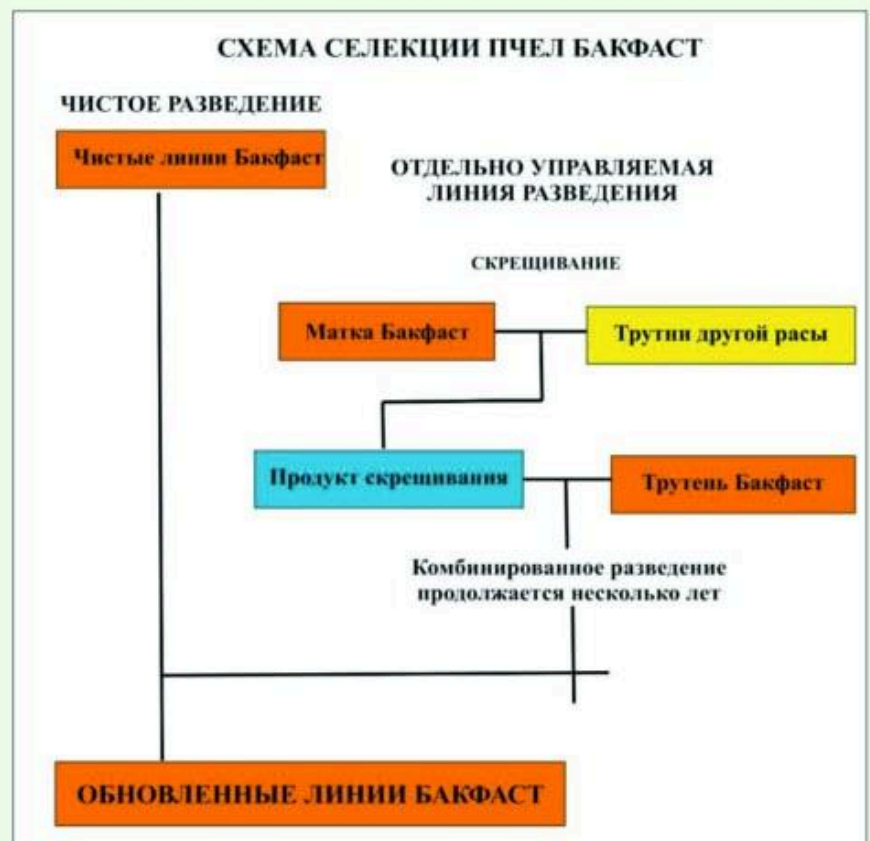 СХЕМА СЕЛЕКЦИИ ПЧЕЛ БАКФАСТ
ЧИСТОЕ РАЗВЕДЕНИЕ
Чистые линии Бакфаст
ОТДЕЛЬНО УПРАВЛЯЕМАЯ
ЛИНИЯ РАЗВЕДЕНИЯ
СКРЕЩИВАНИЕ
Матка Бакфаст
Трутни другой расы
Продукт скрещивания
Трутень Бакфаст
Комбинированное разведение
продолжается несколько лет
ОБНОВЛЕННЫЕ ЛИНИИ БАКФАСТ